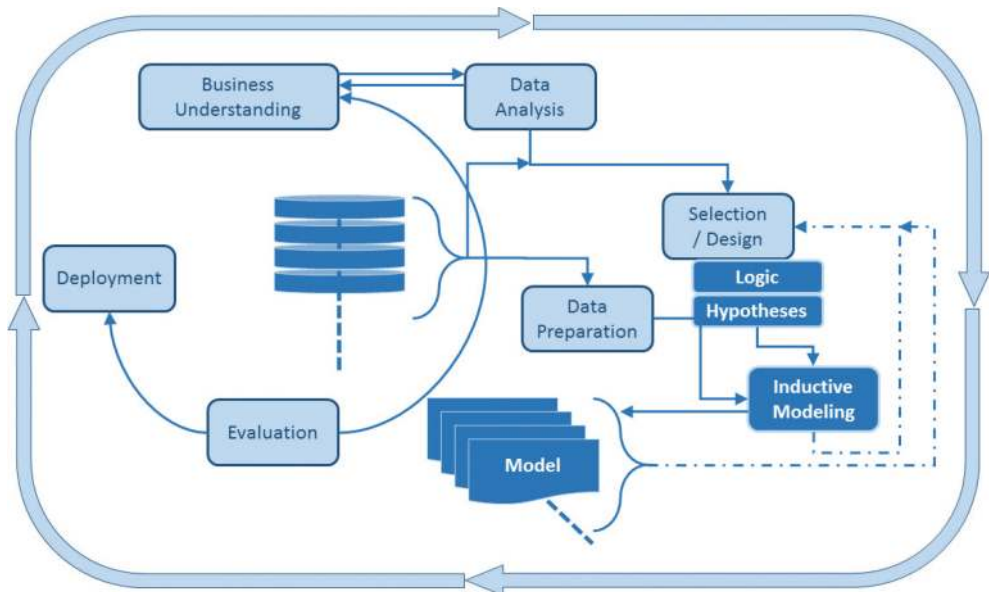 Business
Understanding
Data
Analysis
Selection
/ Design
Logic
Hypotheses
Deployment
Data
Preparation
Inductive
Modeling
Evaluation
Model